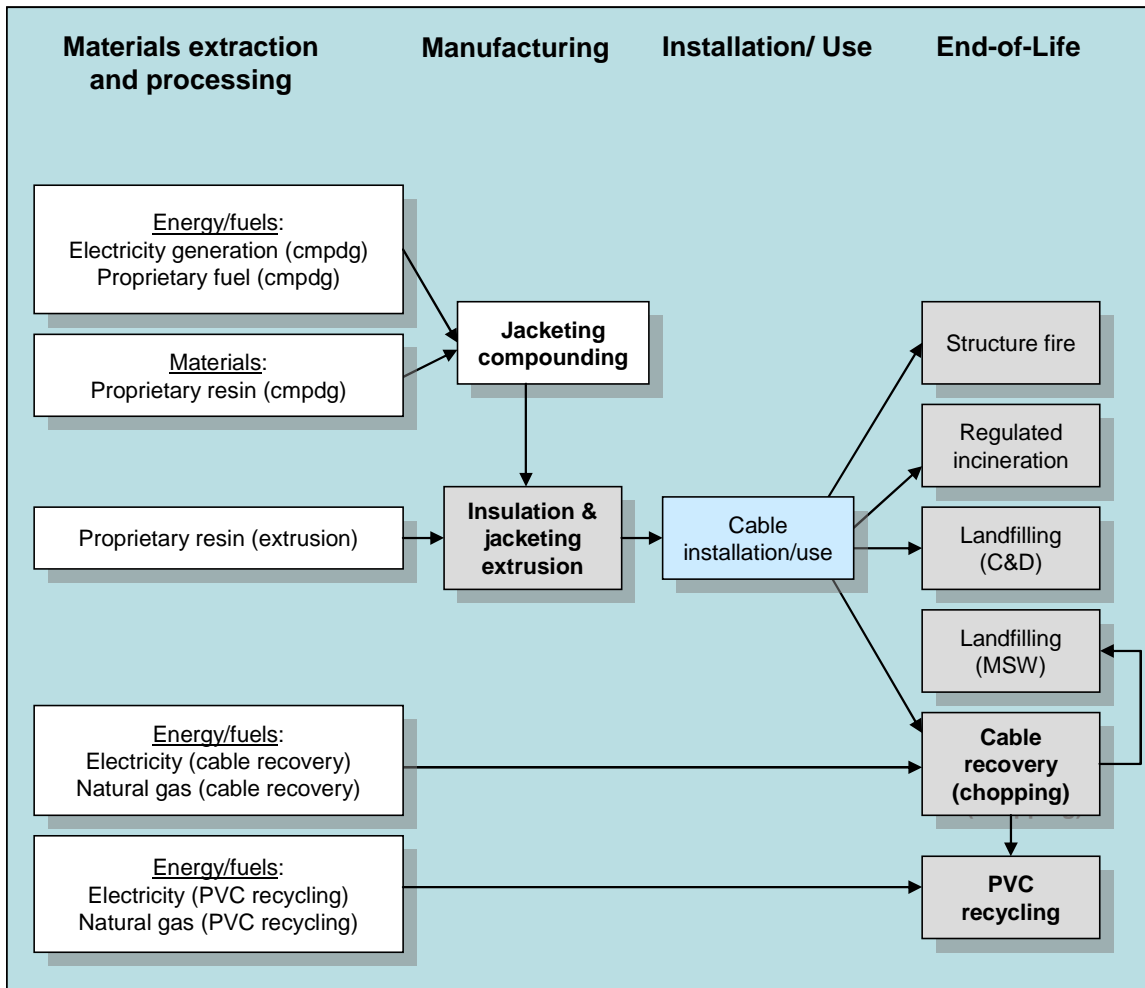 Materials extraction
and processing
Manufacturing
Installation/ Use
End-of-Life
Energy/fuels:
Electricity generation (cmpdg)
Proprietary fuel (cmpdg)
Materials:
Proprietary resin (cmpdg)
Jacketing
compounding
Structure fire
Regulated
incineration
Proprietary resin (extrusion)
Insulation &
jacketing
extrusion
Cable
installation/use
Landfilling
(C&D)
Landfilling
(MSW)
Energy/fuels:
Electricity (cable recovery)
Natural gas (cable recovery)
Cable
recovery
(chopping)
Energy/fuels:
Electricity (PVC recycling)
Natural gas (PVC recycling)
PVC
recycling